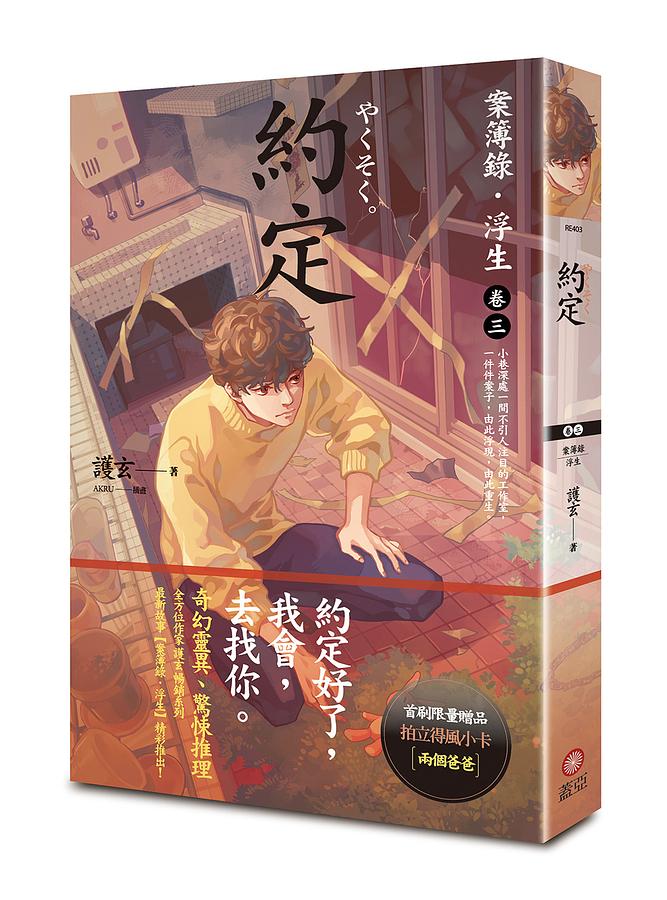 案簿錄・浮生
卷三
やくそく。
約定
小巷深處一間不引人注目的工作室，
一件件案子，由此浮現，由此重生。
護玄——著
AKRU——插畫
約定好了，
我會，
去找你。
奇幻靈異、驚悚推理
全方位作家 護玄 暢銷系列
最新故事【案簿錄・浮生】精彩推出！
首刷限量贈品
拍立得風小卡
［兩個爸爸］
RE403
やくそく。
約定
卷三
案簿錄
浮生
護玄——著
蓋亞